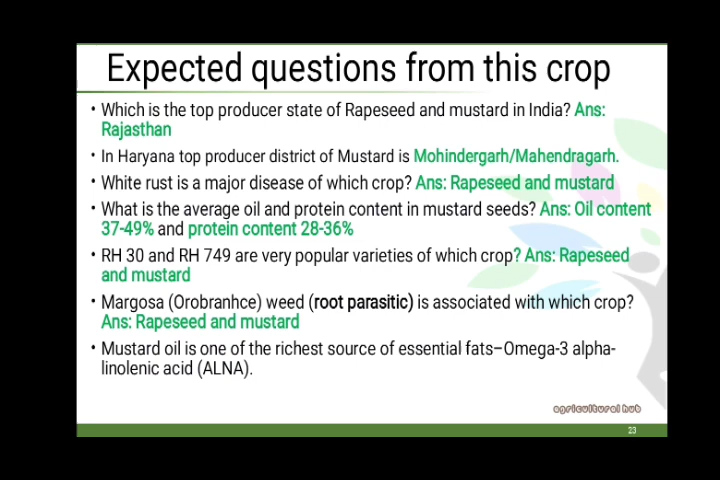 Expected questions from this crop
• Which is the top producer state of Rapeseed and mustard in India? Ans:
Rajasthan
• In Haryana top producer district of Mustard is Mohindergarh/Mahendragarh.
• White rust is a major disease of which crop? Ans: Rapeseed and mustard
• What is the average oil and protein content in mustard seeds? Ans: Oil content
37-49% and protein content 28-36%
• RH 30 and RH 749 are very popular varieties of which crop? Ans: Rapeseed
and mustard
• Margosa (Orobranhce) weed (root parasitic) is associated with which crop?
Ans: Rapeseed and mustard
• Mustard oil is one of the richest source of essential fats–Omega-3 alpha-
linolenic acid (ALNA).
agricultural hub
23